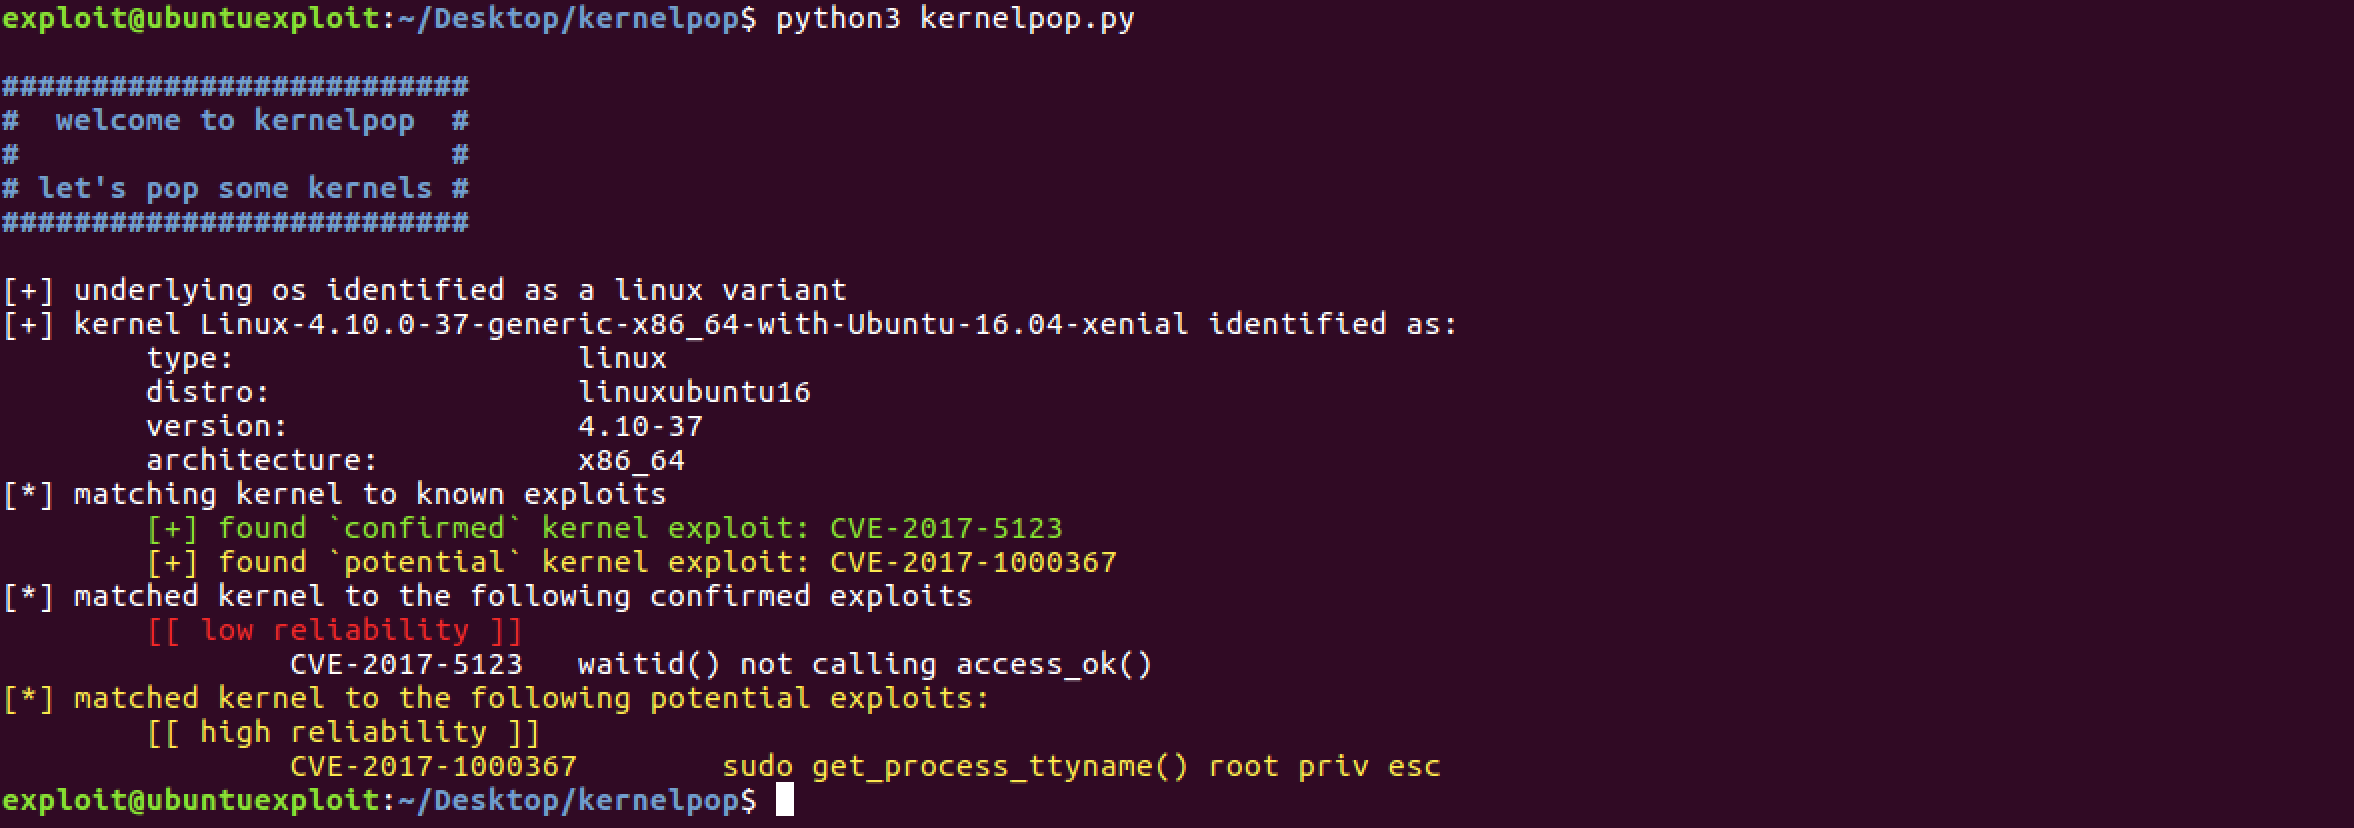 exploit@ubuntuexploit:~/Desktop/kernelpop$ python3 kernelpop.py
##########################
#  welcome to kernelpop  #
#                        #
# let's pop some kernels #
##########################
[+] underlying os identified as a linux variant
[+] kernel Linux-4.10.0-37-generic-x86_64-with-Ubuntu-16.04-xenial identified as:
        type:                   linux
        distro:                 linuxubuntu16
        version:                4.10-37
        architecture:           x86_64
[*] matching kernel to known exploits
        [+] found `confirmed` kernel exploit: CVE-2017-5123
        [+] found `potential` kernel exploit: CVE-2017-1000367
[*] matched kernel to the following confirmed exploits
        [[ low reliability ]]
                CVE-2017-5123   waitid() not calling access_ok()
[*] matched kernel to the following potential exploits:
        [[ high reliability ]]
                CVE-2017-1000367        sudo get_process_ttyname() root priv esc
exploit@ubuntuexploit:~/Desktop/kernelpop$